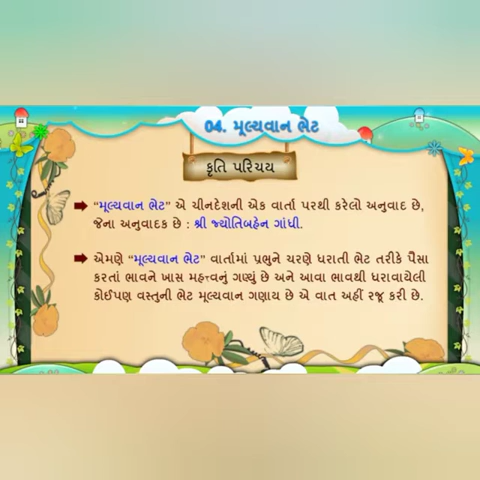 04. મૂલ્યવાન ભેટ
કૃતિ પરિચય
“મૂલ્યવાન ભેટ” એ ચીનદેશની એક વાર્તા પરથી કરેલો અનુવાદ છે,
જેના અનુવાદક છે : શ્રી જ્યોતિબહેન ગાંધી.
એમણે “મૂલ્યવાન ભેટ” વાર્તામાં પ્રભુને ચરણે ધરાતી ભેટ તરીકે પૈસા
કરતાં ભાવને ખાસ મહત્ત્વનું ગણ્યું છે અને આવા ભાવથી ધરાવાયેલી
કોઈપણ વસ્તુની ભેટ મૂલ્યવાન ગણાય છે એ વાત અહીં રજૂ કરી છે.